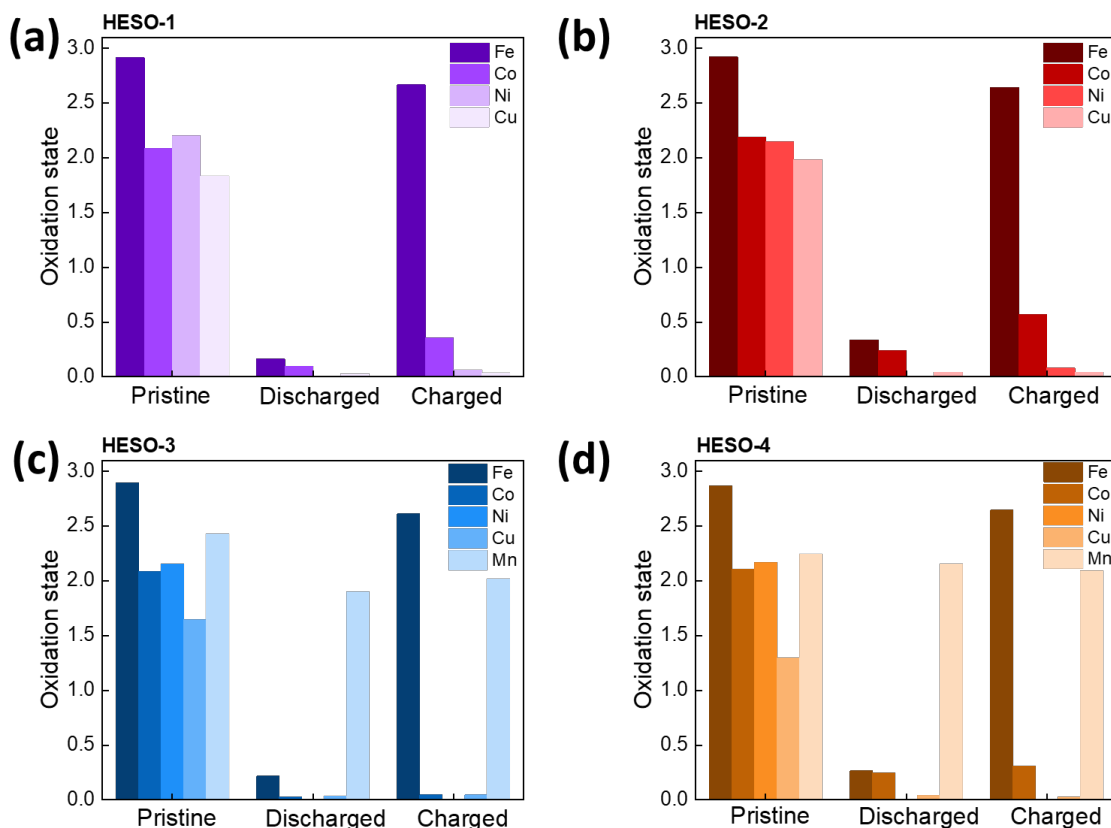 (a)
HESO-1
Oxidation state
3.0
2.5
2.0
1.5
1.0
0.5
0.0
Pristine
Discharged
Charged
Fe
Co
Ni
Cu
(b)
HESO-2
Oxidation state
3.0
2.5
2.0
1.5
1.0
0.5
0.0
Pristine
Discharged
Charged
Fe
Co
Ni
Cu
(c)
HESO-3
Oxidation state
3.0
2.5
2.0
1.5
1.0
0.5
0.0
Pristine
Discharged
Charged
Fe
Co
Ni
Cu
Mn
(d)
HESO-4
Oxidation state
3.0
2.5
2.0
1.5
1.0
0.5
0.0
Pristine
Discharged
Charged
Fe
Co
Ni
Cu
Mn